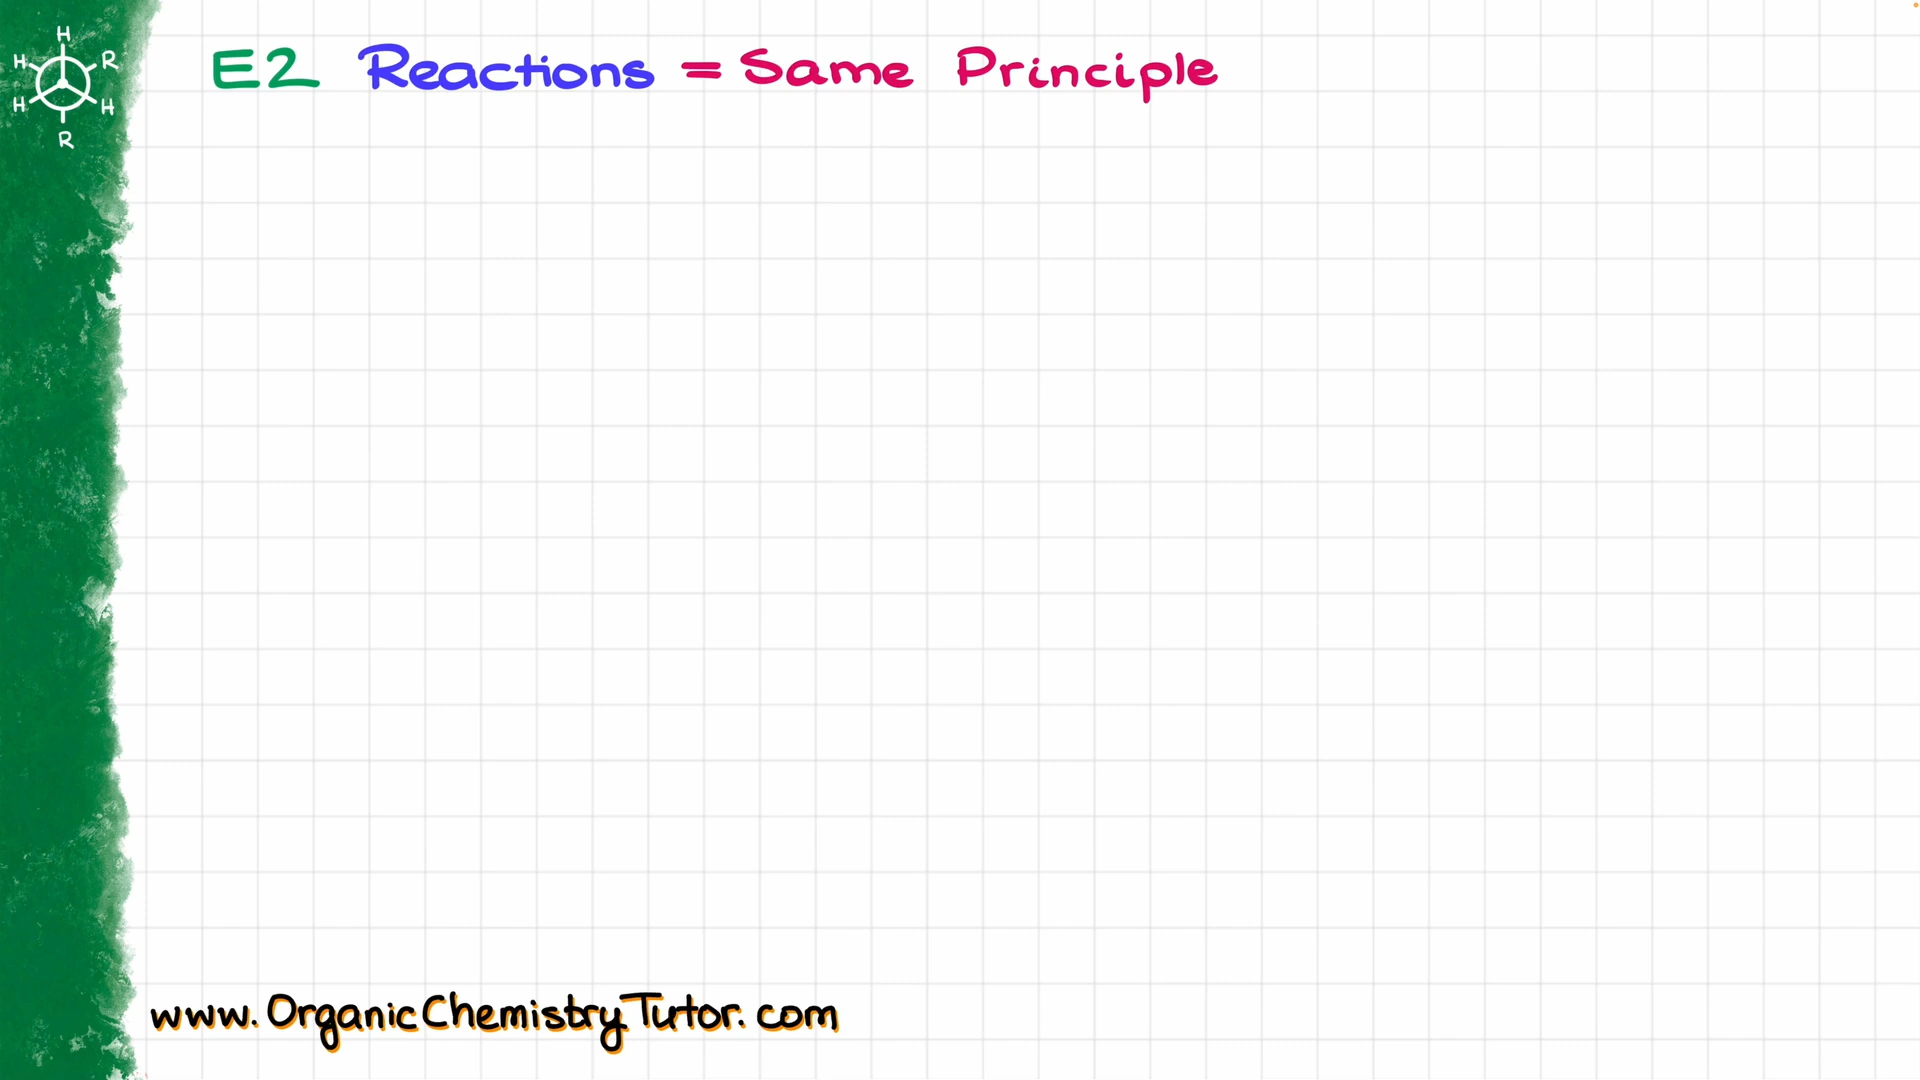 H
H R
H H
R
E2 Reactions = Same Principle
www.OrganicChemistryTutor.com